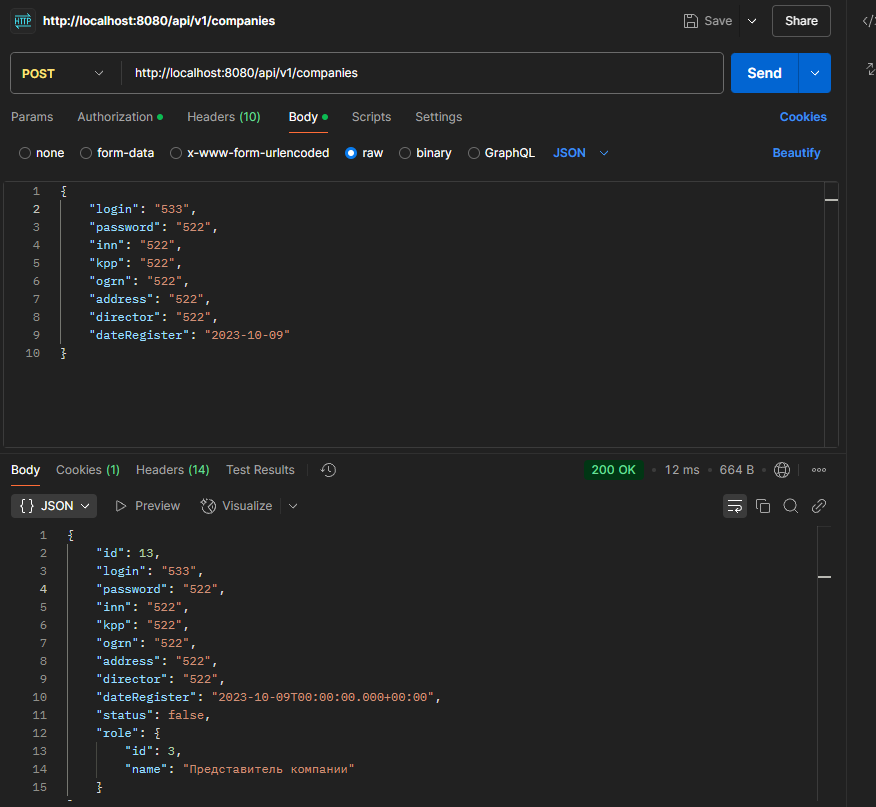 HTTP http://localhost:8080/api/v1/companies Save Share
POST http://localhost:8080/api/v1/companies Send
Params Authorization Headers (10) Body Scripts Settings Cookies
none form-data x-www-form-urlencoded raw binary GraphQL JSON Beautify
1 {
2 "login": "533",
3 "password": "522",
4 "inn": "522",
5 "kpp": "522",
6 "ogrn": "522",
7 "address": "522",
8 "director": "522",
9 "dateRegister": "2023-10-09"
10 }
Body Cookies (1) Headers (14) Test Results 200 OK 12 ms 664 B
{} JSON Preview Visualize
1 {
2 "id": 13,
3 "login": "533",
4 "password": "522",
5 "inn": "522",
6 "kpp": "522",
7 "ogrn": "522",
8 "address": "522",
9 "director": "522",
10 "dateRegister": "2023-10-09T00:00:00.000+00:00",
11 "status": false,
12 "role": {
13 "id": 3,
14 "name": "Представитель компании"
15 }